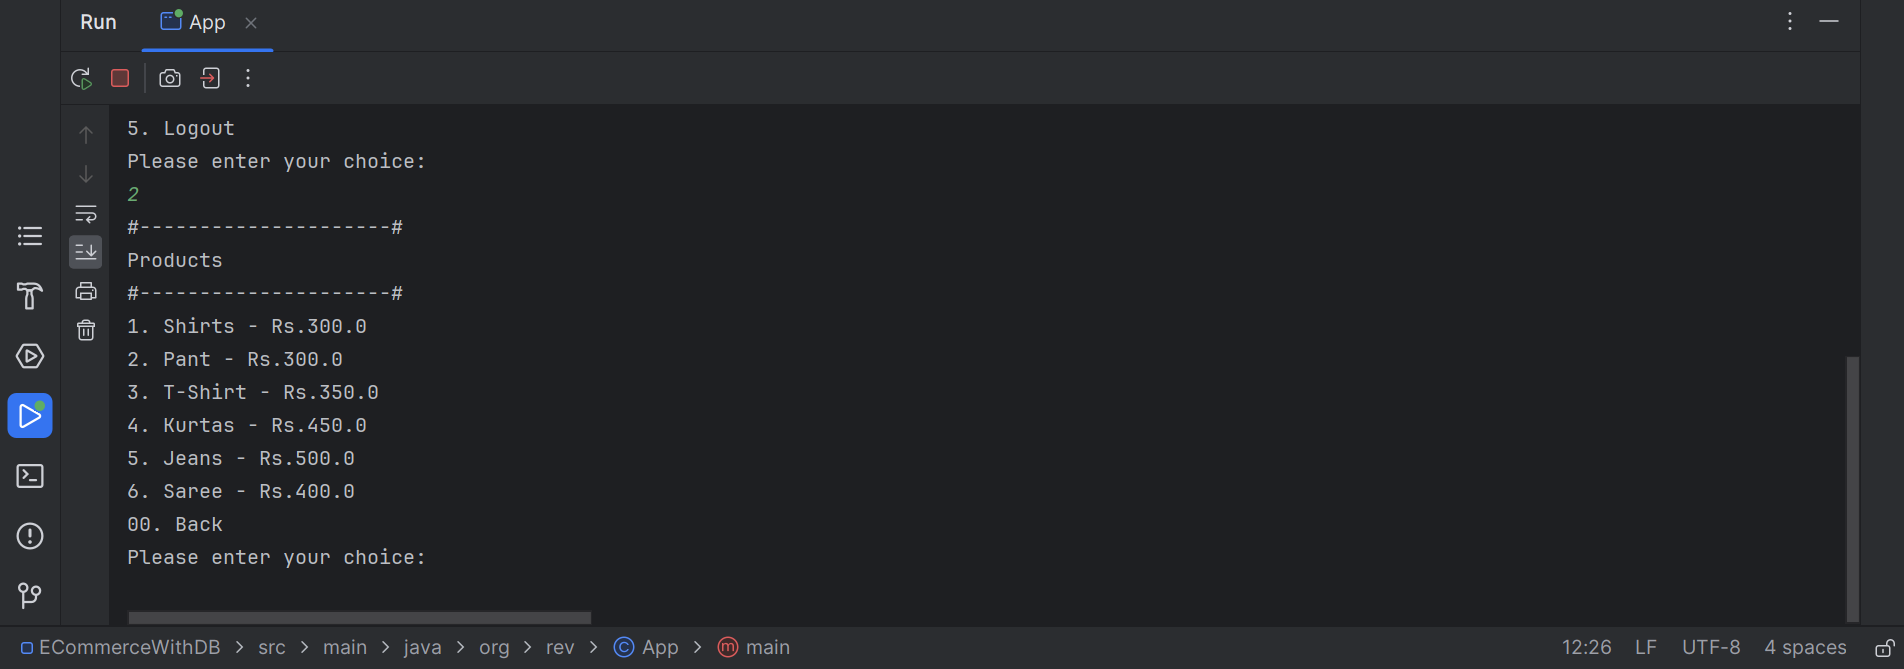 Run App
5. Logout
Please enter your choice:
2
#---------------------#
Products
#---------------------#
1. Shirts - Rs.300.0
2. Pant - Rs.300.0
3. T-Shirt - Rs.350.0
4. Kurtas - Rs.450.0
5. Jeans - Rs.500.0
6. Saree - Rs.400.0
00. Back
Please enter your choice:
ECommerceWithDB > src > main > java > org > rev > App > main 12:26 LF UTF-8 4 spaces